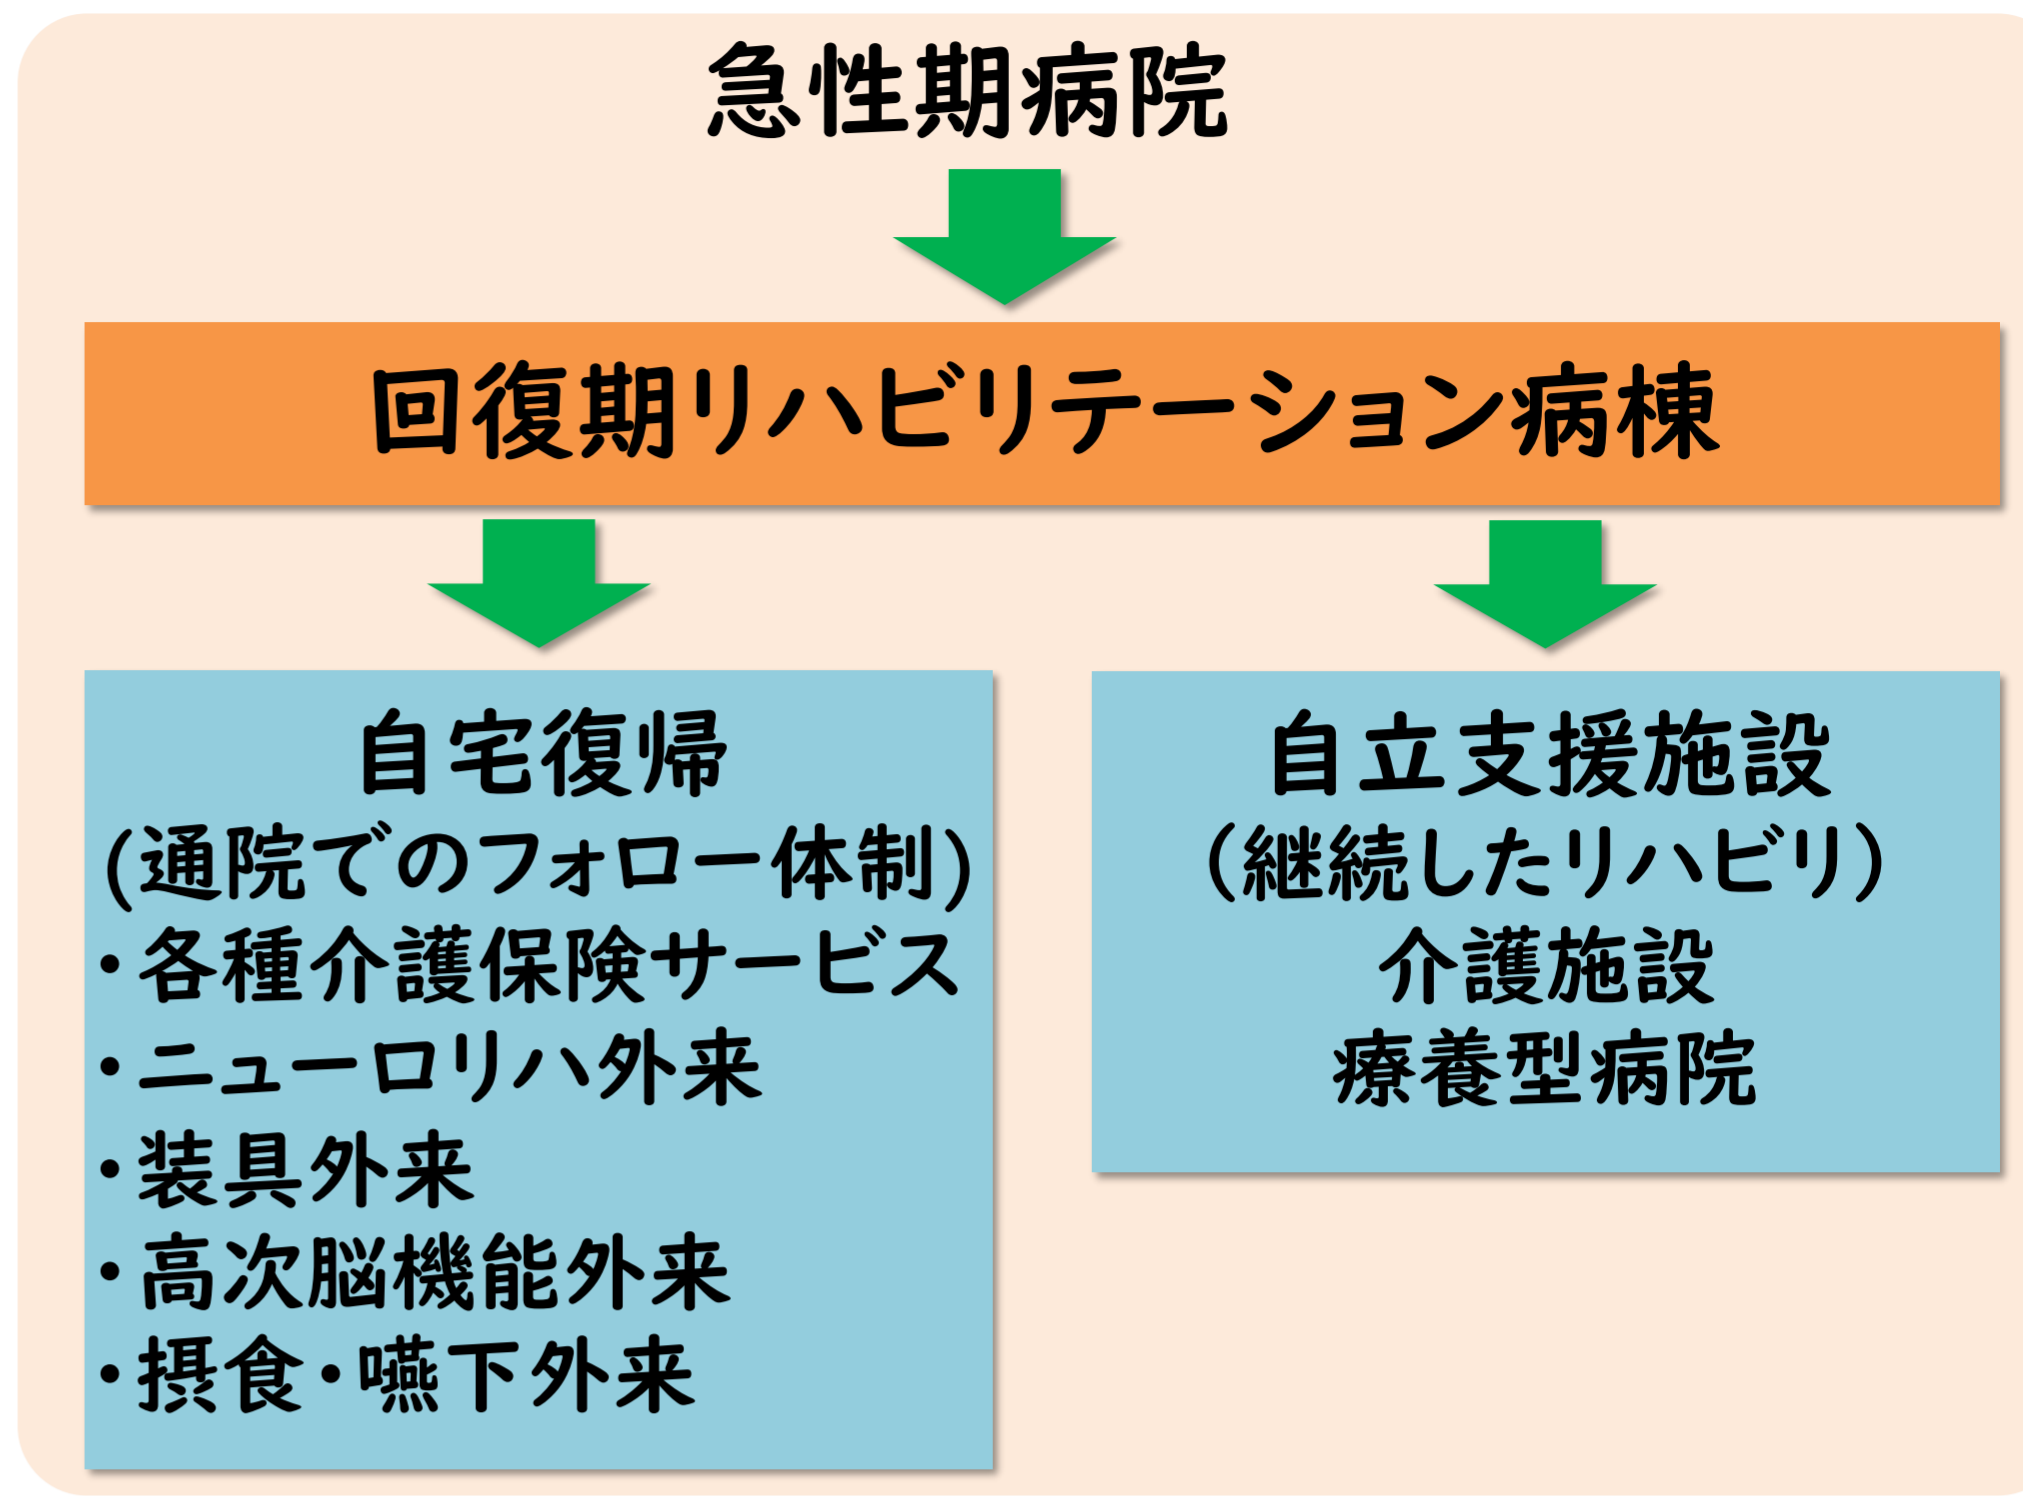 急性期病院
回復期リハビリテーション病棟
自宅復帰
(通院でのフォロー体制)
・各種介護保険サービス
・ニューロリハ外来
・装具外来
・高次脳機能外来
・摂食・嚥下外来
自立支援施設
(継続したリハビリ)
介護施設
療養型病院